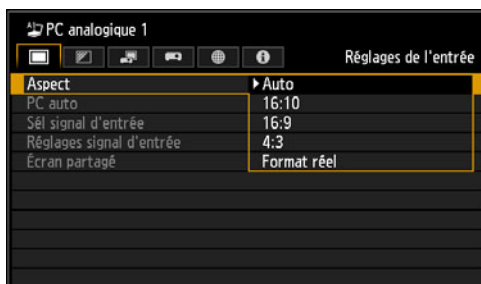 PC analogique 1
Réglages de l'entrée
Aspect
Auto
PC auto
16:10
Sél signal d'entrée
16:9
Réglages signal d'entrée
4:3
Écran partagé
Format réel